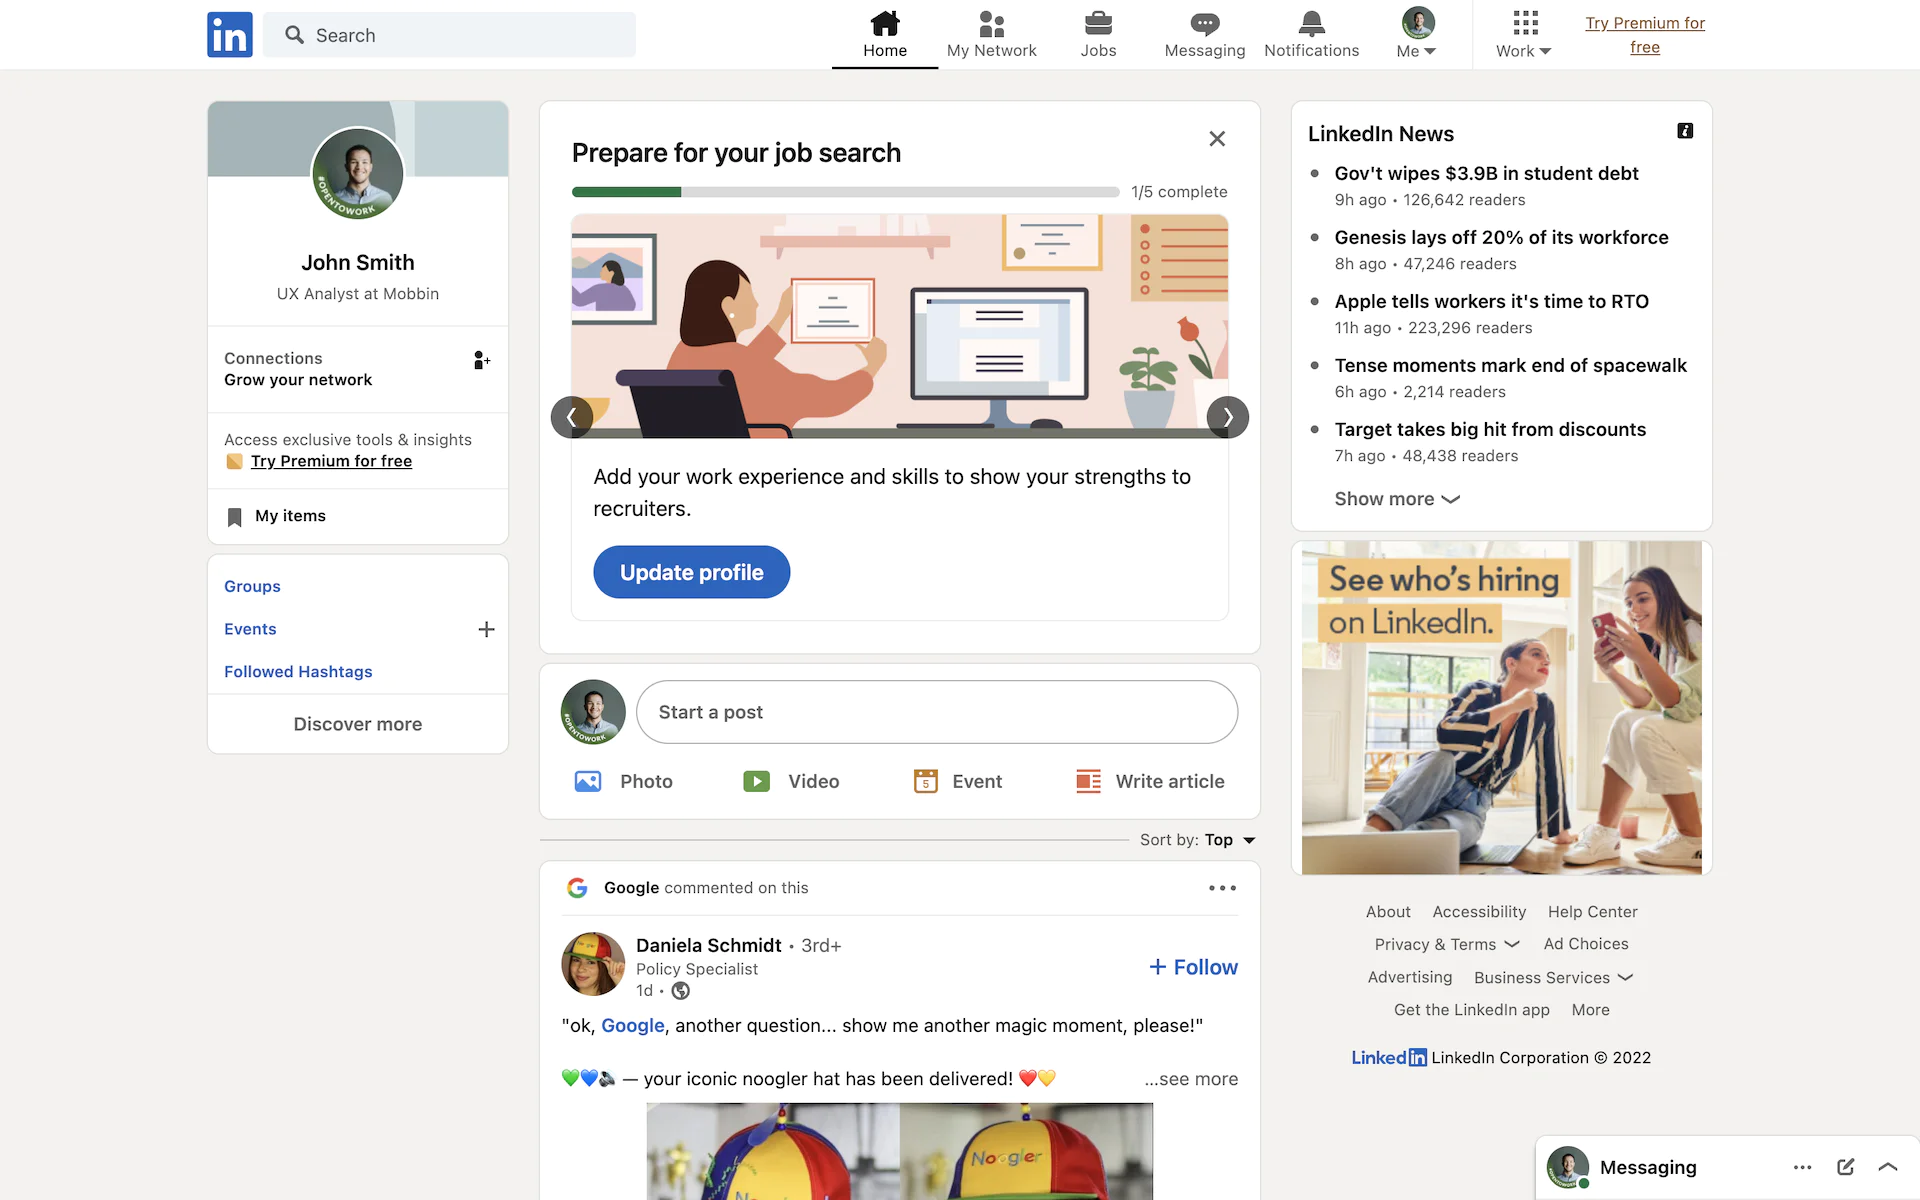 in
Search
Home
My Network
Jobs
Messaging
Notifications
Me
Work
Try Premium for
free
#OPENTOWORK
John Smith
UX Analyst at Mobbin
Connections
Grow your network
Access exclusive tools & insights
Try Premium for free
My items
Groups
Events
Followed Hashtags
Discover more
Prepare for your job search
1/5 complete
Add your work experience and skills to show your strengths to
recruiters.
Update profile
#OPENTOWORK
Start a post
Photo
Video
5
Event
Write article
Sort by: Top
Google commented on this
Daniela Schmidt • 3rd+
Policy Specialist
1d •
+ Follow
"ok, Google, another question... show me another magic moment, please!"
💚💙🔈 — your iconic noogler hat has been delivered! ❤️💛 ...see more
Noogler
LinkedIn News
Gov't wipes $3.9B in student debt
9h ago • 126,642 readers
Genesis lays off 20% of its workforce
8h ago • 47,246 readers
Apple tells workers it's time to RTO
11h ago • 223,296 readers
Tense moments mark end of spacewalk
6h ago • 2,214 readers
Target takes big hit from discounts
7h ago • 48,438 readers
Show more
See who's hiring
on LinkedIn.
About Accessibility Help Center
Privacy & Terms Ad Choices
Advertising Business Services
Get the LinkedIn app More
LinkedIn LinkedIn Corporation © 2022
Messaging